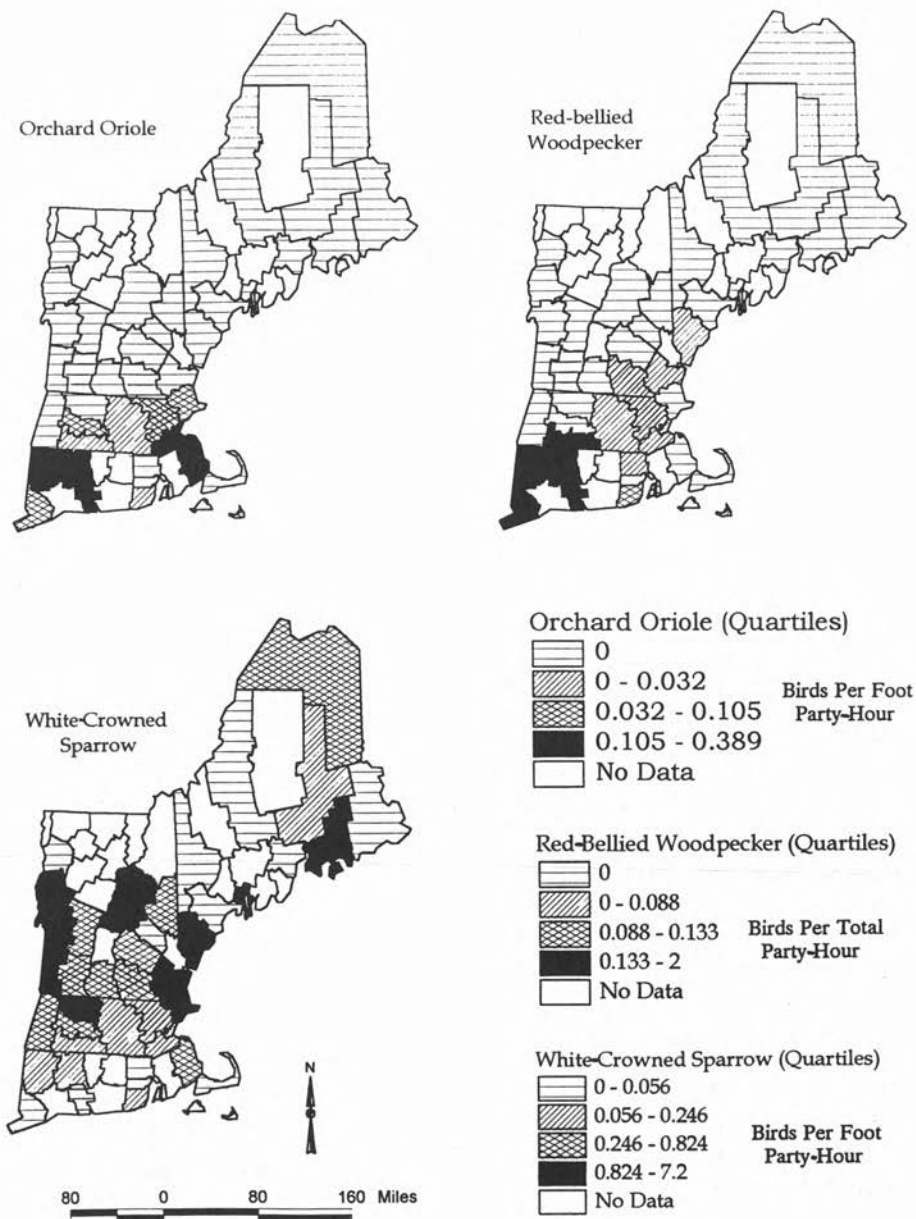 Orchard Oriole
Red-bellied
Woodpecker
White-Crowned
Sparrow
N
80 0 80 160 Miles
Orchard Oriole (Quartiles)
0
0 - 0.032
0.032 - 0.105
0.105 - 0.389
No Data
Birds Per Foot
Party-Hour
Red-Bellied Woodpecker (Quartiles)
0
0 - 0.088
0.088 - 0.133
0.133 - 2
No Data
Birds Per Total
Party-Hour
White-Crowned Sparrow (Quartiles)
0 - 0.056
0.056 - 0.246
0.246 - 0.824
0.824 - 7.2
No Data
Birds Per Foot
Party-Hour